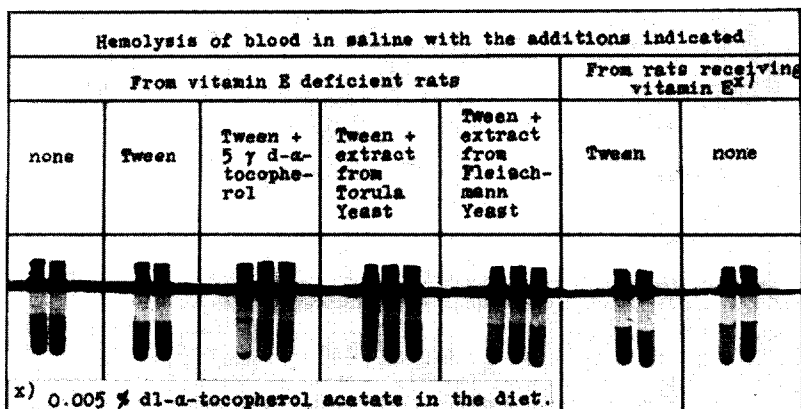 Hemolysis of blood in saline with the additions indicated
From vitamin E deficient rats
From rats receiving
vitamin Ex)
none
Tween
Tween +
5 γ d-α-
tocophe-
rol
Tween +
extract
from
Torula
Yeast
Tween +
extract
from
Fleisch-
mann
Yeast
Tween
none
x) 0.005 % dl-α-tocopherol acetate in the diet.